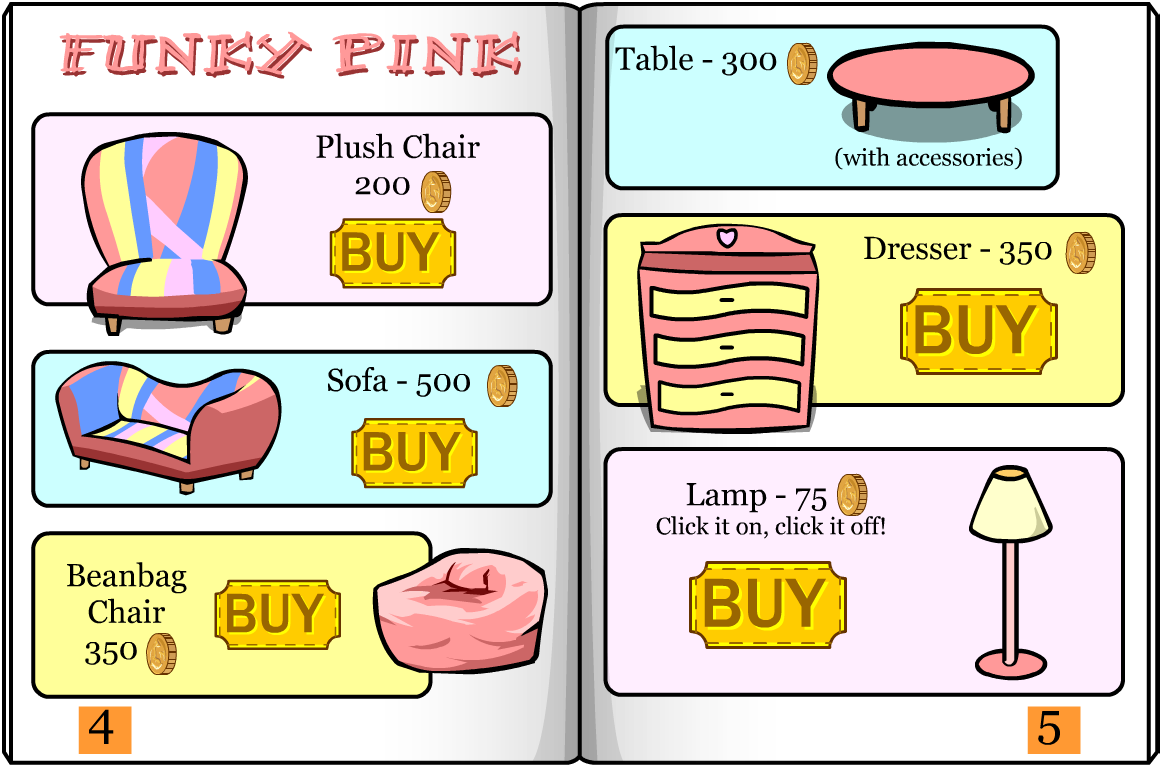 FUNKY PINK
Plush Chair
200
BUY
Sofa - 500
BUY
Beanbag
Chair
350
BUY
4
Table - 300
(with accessories)
Dresser - 350
BUY
Lamp - 75
Click it on, click it off!
BUY
5